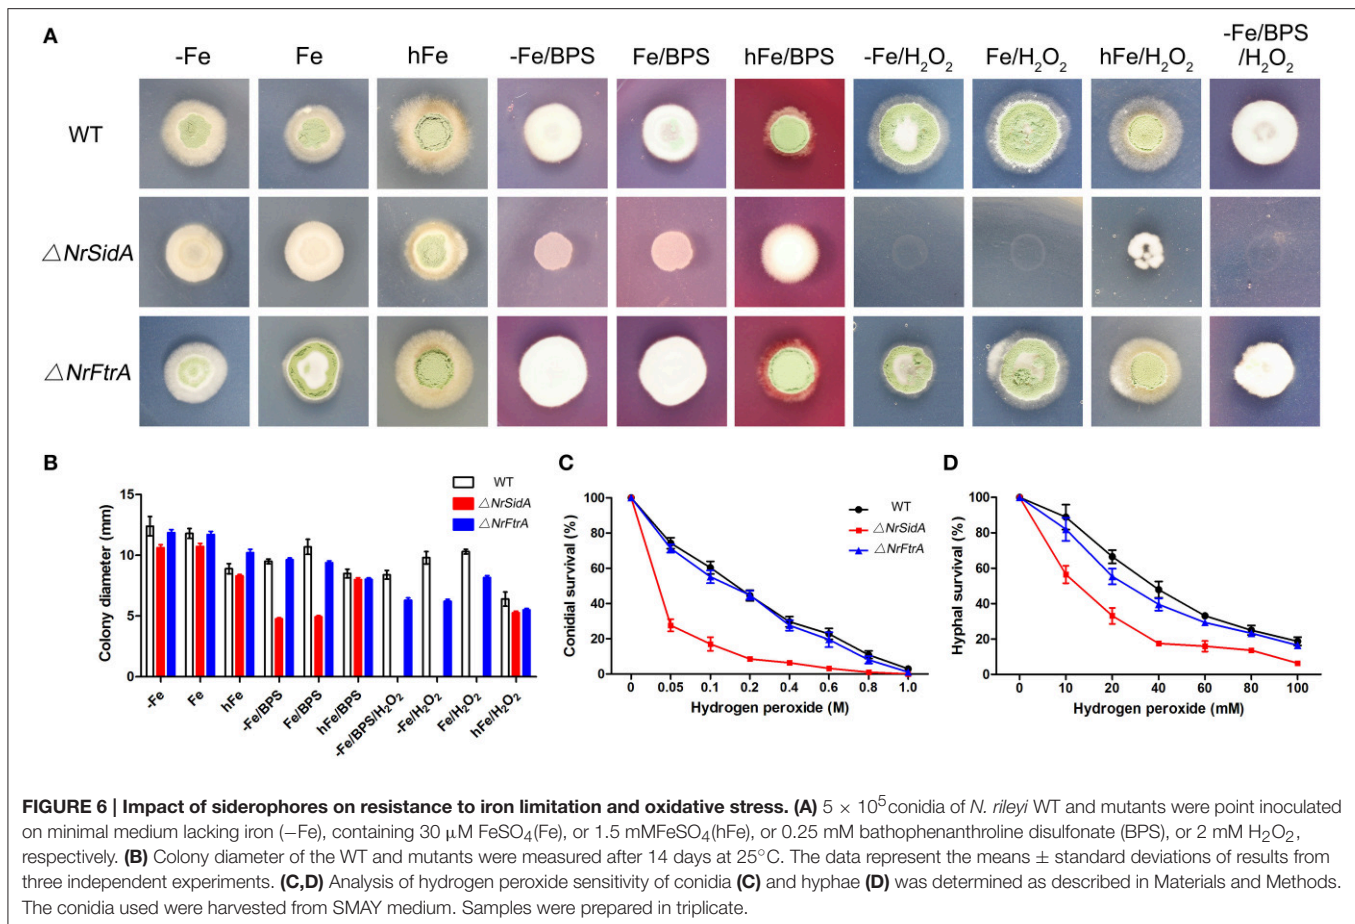 A
-Fe Fe hFe -Fe/BPS Fe/BPS hFe/BPS -Fe/H₂O₂ Fe/H₂O₂ hFe/H₂O₂ -Fe/BPS
/H₂O₂
WT
△NrSidA
△NrFtrA
B
WT
△NrSidA
△NrFtrA
Colony diameter (mm)
15
10
5
0
-Fe
Fe
hFe
-Fe/BPS
Fe/BPS
hFe/BPS
-Fe/BPS/H₂O₂
-Fe/H₂O₂
Fe/H₂O₂
hFe/H₂O₂
C
WT
△NrSidA
△NrFtrA
Conidial survival (%)
100
80
60
40
20
0
0 0.05 0.1 0.2 0.4 0.6 0.8 1.0
Hydrogen peroxide (M)
D
WT
△NrSidA
△NrFtrA
Hyphal survival (%)
100
80
60
40
20
0
0 10 20 40 60 80 100
Hydrogen peroxide (mM)
FIGURE 6 | Impact of siderophores on resistance to iron limitation and oxidative stress. (A) 5 × 10⁵conidia of N. rileyi WT and mutants were point inoculated
on minimal medium lacking iron (−Fe), containing 30 μM FeSO₄(Fe), or 1.5 mMFeSO₄(hFe), or 0.25 mM bathophenanthroline disulfonate (BPS), or 2 mM H₂O₂,
respectively. (B) Colony diameter of the WT and mutants were measured after 14 days at 25°C. The data represent the means ± standard deviations of results from
three independent experiments. (C,D) Analysis of hydrogen peroxide sensitivity of conidia (C) and hyphae (D) was determined as described in Materials and Methods.
The conidia used were harvested from SMAY medium. Samples were prepared in triplicate.